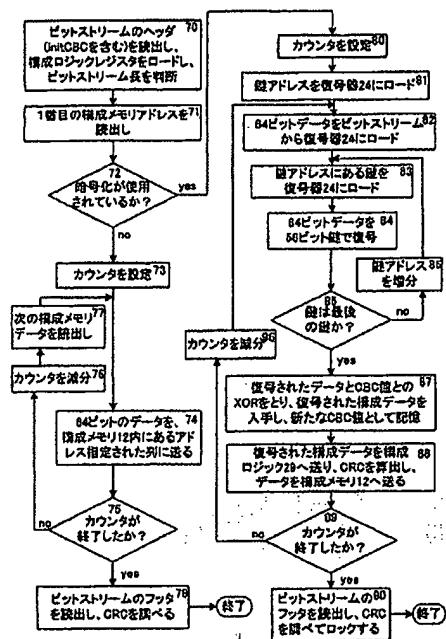 ビットストリームのヘッダ 70
(initCBCを含む)を読出し、
構成ロジックレジスタをロードし、
ビットストリーム長を判断
1番目の構成メモリアドレスを 71
読出し
72
暗号化が使用
されているか?
yes
no
カウンタを設定 73
次の構成メモリ 77
データを読出し
カウンタを減分 76
64ビットのデータを、 74
構成メモリ12内にあるアド
レス指定された列に送る
75
カウンタが
終了したか?
no
yes
ビットストリームのフッタ
を読出し、CRCを調べる
終了
カウンタを設定 80
鍵アドレスを復号器24にロード 81
64ビットデータをビットストリーム 82
から復号器24にロード
鍵アドレスにある鍵を 83
復号器24にロード
64ビットデータを 84
56ビット鍵で復号
鍵アドレス
を増分
鍵は最後
の鍵か?
no
yes
カウンタを減分
復号されたデータとCBC値との 87
XORをとり、復号された構成データを
入手し、新たなCBC値として記憶
復号された構成データを構成 88
ロジック29へ送り、CRCを算出し、
データを構成メモリ12へ送る
89
カウンタが
終了したか?
no
yes
ビットストリームの
フッタを読出し、CRC
を調べてロックする
終了